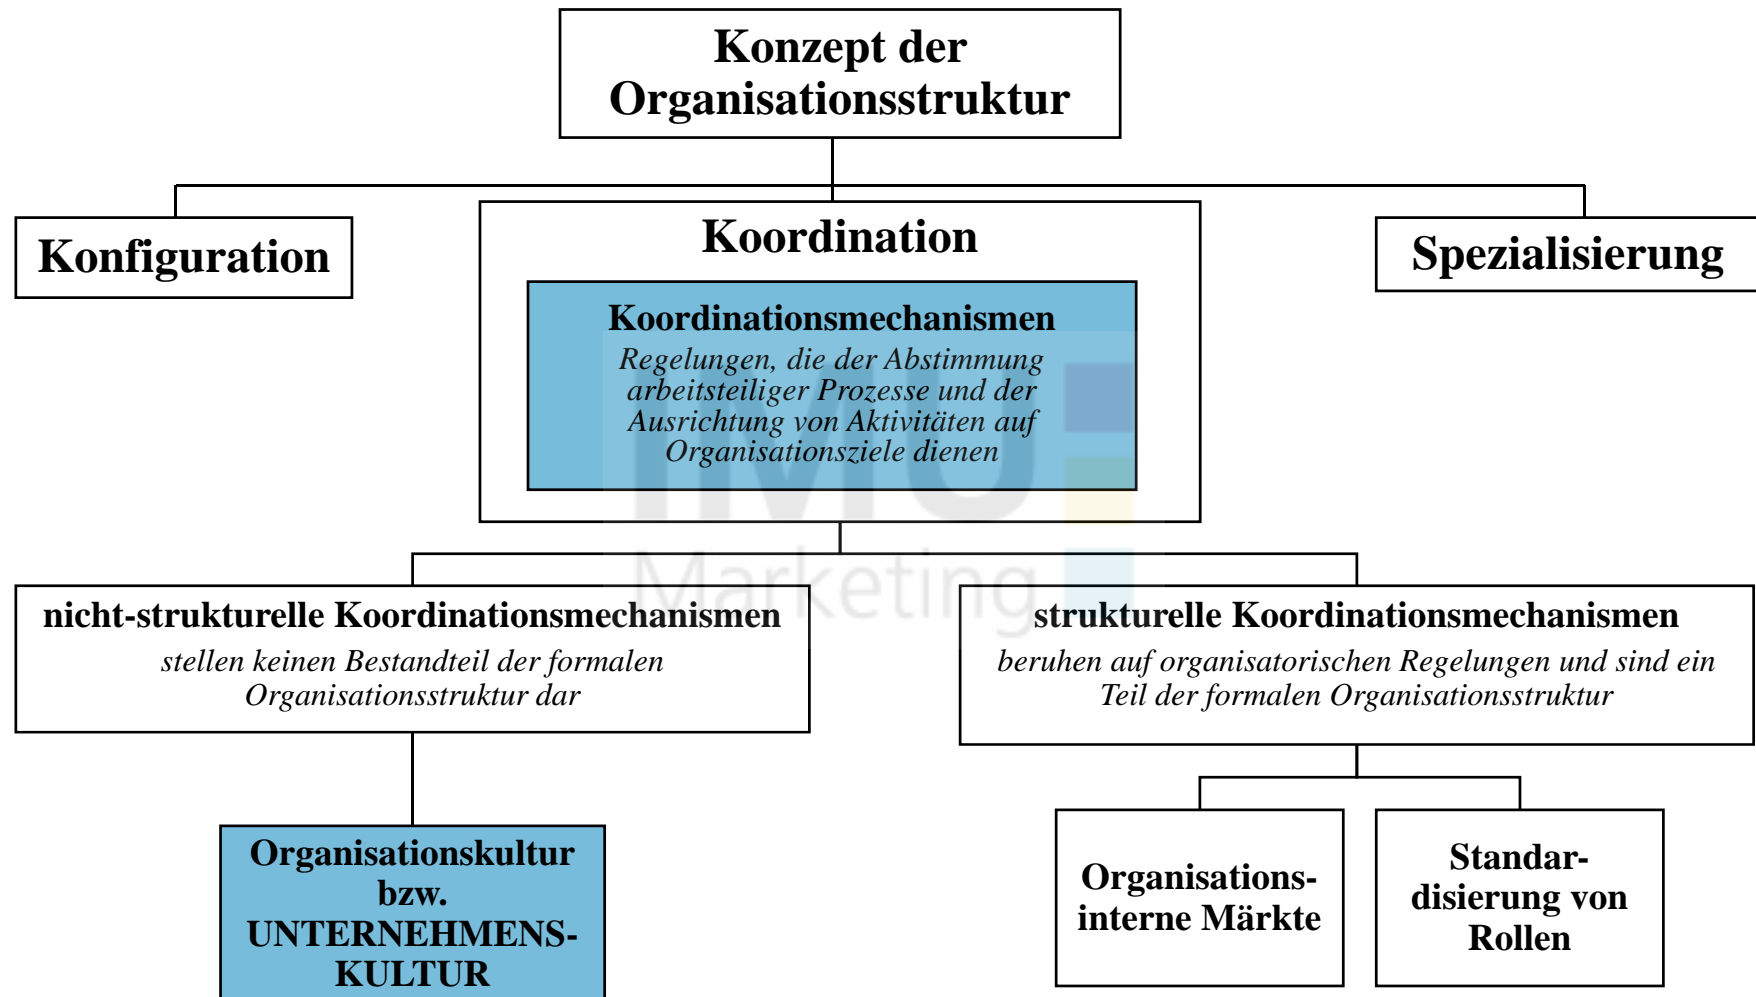 Konzept der
Organisationsstruktur
Konfiguration
Koordination
Spezialisierung
Koordinationsmechanismen
Regelungen, die der Abstimmung
arbeitsteiliger Prozesse und der
Ausrichtung von Aktivitäten auf
Organisationsziele dienen
IMU
Marketing
nicht-strukturelle Koordinationsmechanismen
stellen keinen Bestandteil der formalen
Organisationsstruktur dar
strukturelle Koordinationsmechanismen
beruhen auf organisatorischen Regelungen und sind ein
Teil der formalen Organisationsstruktur
Organisationskultur
bzw.
UNTERNEHMENS-
KULTUR
Organisations-
interne Märkte
Standar-
disierung von
Rollen